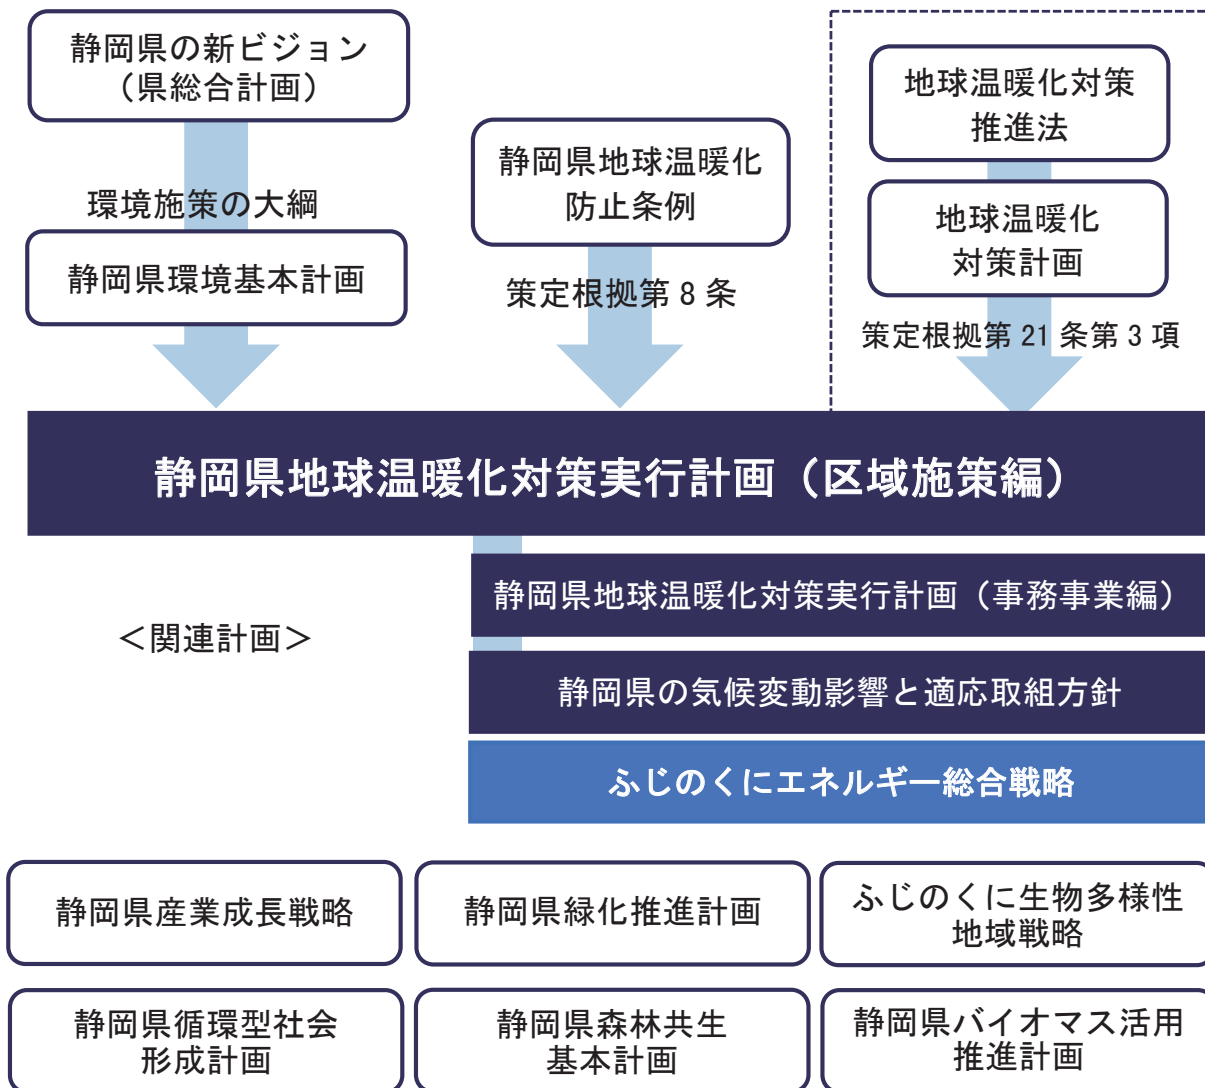 静岡県の新ビジョン
（県総合計画）
環境施策の大綱
静岡県環境基本計画
静岡県地球温暖化
防止条例
策定根拠第 8 条
地球温暖化対策
推進法
地球温暖化
対策計画
策定根拠第 21 条第 3 項
静岡県地球温暖化対策実行計画（区域施策編）
静岡県地球温暖化対策実行計画（事務事業編）
＜関連計画＞
静岡県の気候変動影響と適応取組方針
ふじのくにエネルギー総合戦略
静岡県産業成長戦略
静岡県緑化推進計画
ふじのくに生物多様性
地域戦略
静岡県循環型社会
形成計画
静岡県森林共生
基本計画
静岡県バイオマス活用
推進計画